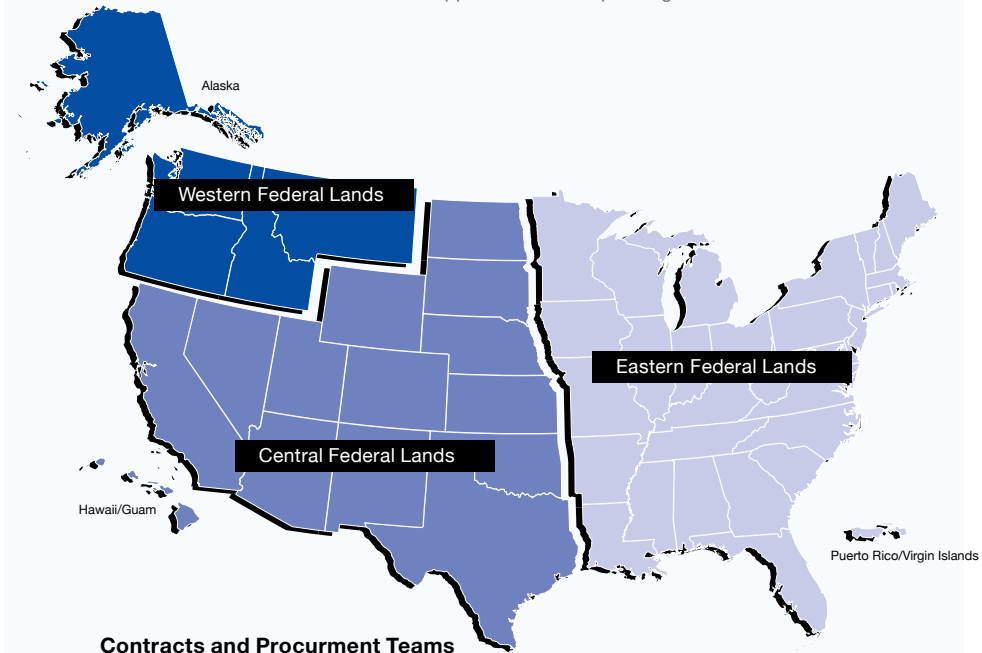 Alaska
Western Federal Lands
Eastern Federal Lands
Central Federal Lands
Hawaii/Guam
Puerto Rico/Virgin Islands
Contracts and Procurment Teams